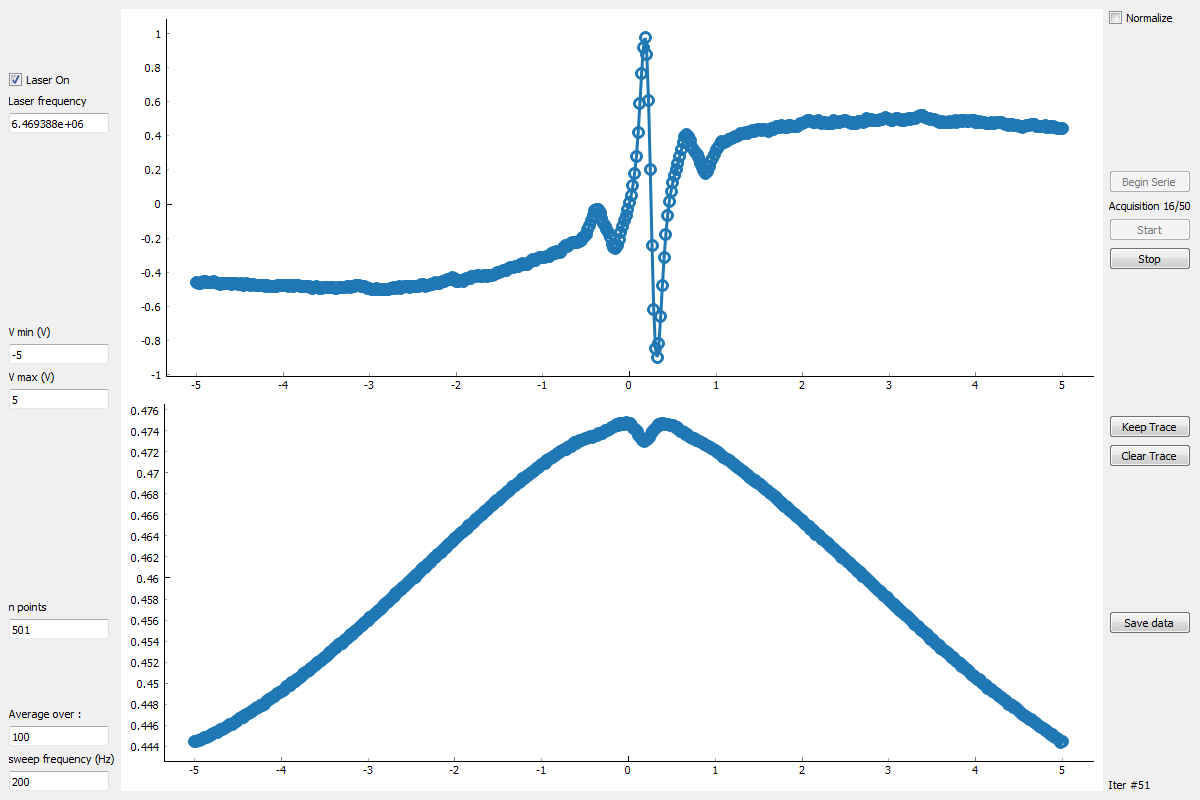 Laser On
Laser frequency
6.469388e+06
V min (V)
-5
V max (V)
5
n points
501
Average over :
100
sweep frequency (Hz)
200
1
0.8
0.6
0.4
0.2
0
-0.2
-0.4
-0.6
-0.8
-1
-5 -4 -3 -2 -1 0 1 2 3 4 5
0.476
0.474
0.472
0.47
0.468
0.466
0.464
0.462
0.46
0.458
0.456
0.454
0.452
0.45
0.448
0.446
0.444
-5 -4 -3 -2 -1 0 1 2 3 4 5
Normalize
Begin Serie
Acquisition 16/50
Start
Stop
Keep Trace
Clear Trace
Save data
Iter #51